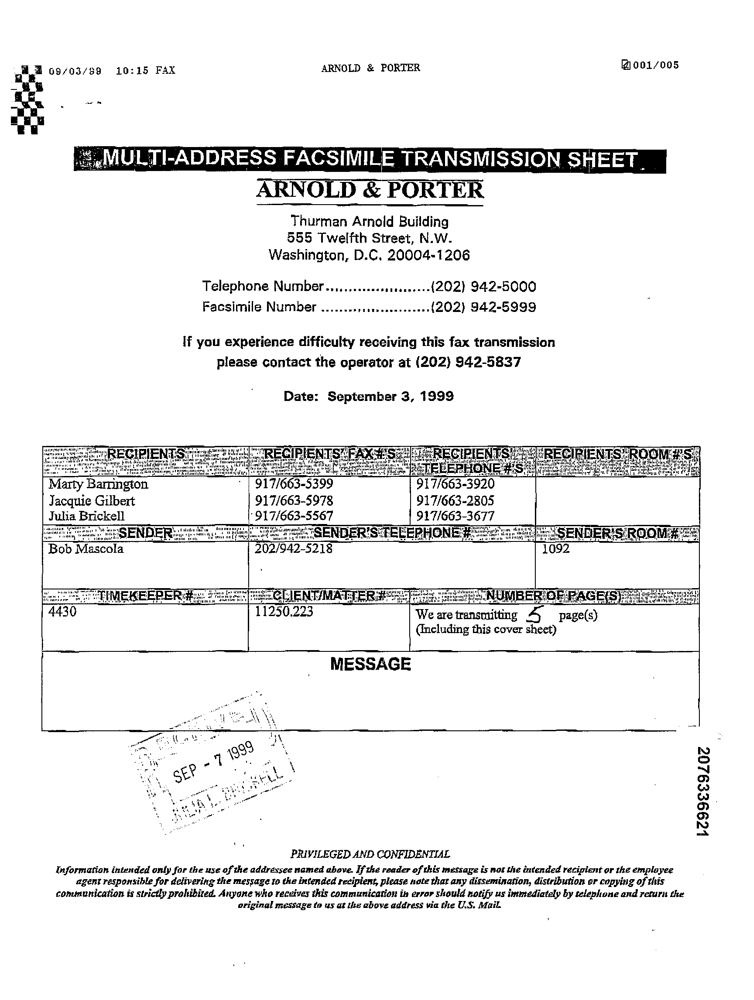 09/03/99 10:15 FAX ARNOLD & PORTER 001/005
MULTI-ADDRESS FACSIMILE TRANSMISSION SHEET
ARNOLD & PORTER
Thurman Arnold Building
555 Twelfth Street, N.W.
Washington, D.C. 20004-1206
Telephone Number.......................(202) 942-5000
Facsimile Number ........................(202) 942-5999
If you experience difficulty receiving this fax transmission
please contact the operator at (202) 942-5837
Date: September 3, 1999
RECIPIENTS RECIPIENTS' FAX #'S RECIPIENTS' TELEPHONE #'S RECIPIENTS' ROOM #'S
Marty Barrington 917/663-5399 917/663-3920
Jacquie Gilbert 917/663-5978 917/663-2805
Julia Brickell 917/663-5567 917/663-3677
SENDER SENDER'S TELEPHONE # SENDER'S ROOM #
Bob Mascola 202/942-5218 1092
TIMEKEEPER # CLIENT/MATTER # NUMBER OF PAGE(S)
4430 11250.223 We are transmitting 5 page(s)
(Including this cover sheet)
MESSAGE
SEP - 7 1999
JULIA L. BRICKELL
2076336621
PRIVILEGED AND CONFIDENTIAL
Information intended only for the use of the addressee named above. If the reader of this message is not the intended recipient or the employee
agent responsible for delivering the message to the intended recipient, please note that any dissemination, distribution or copying of this
communication is strictly prohibited. Anyone who receives this communication in error should notify us immediately by telephone and return the
original message to us at the above address via the U.S. Mail.